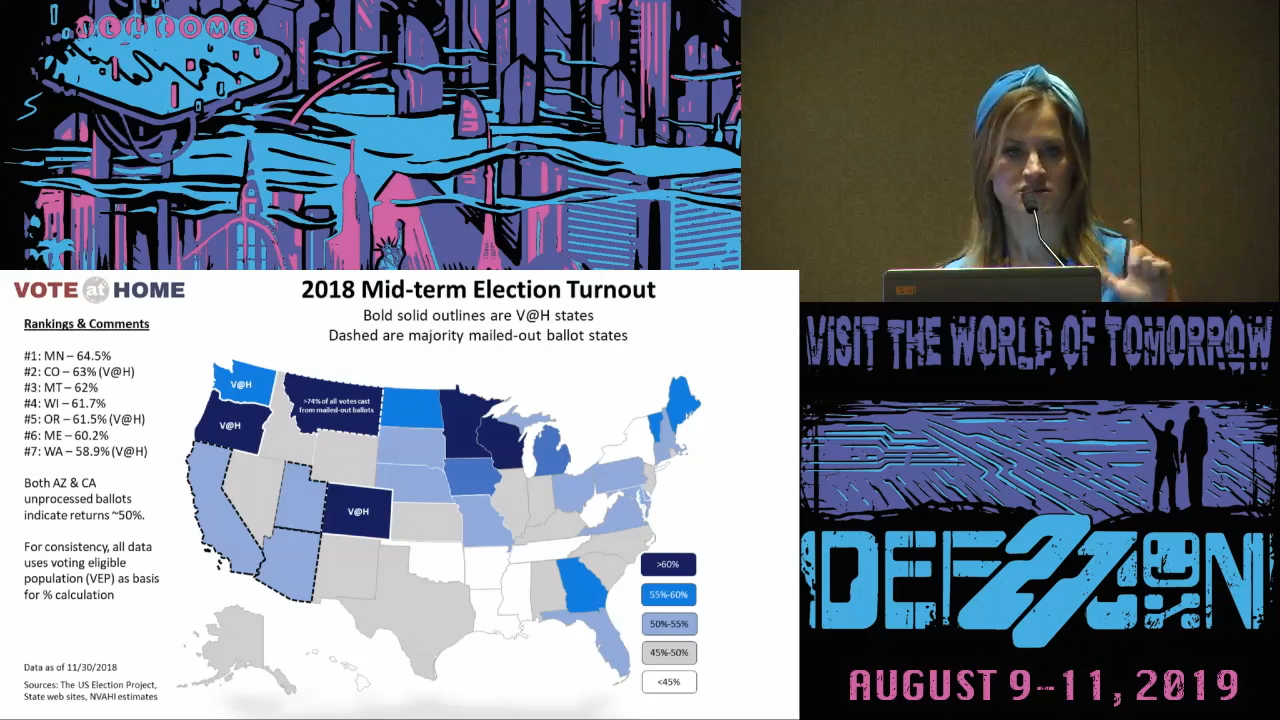 WELCOME
VOTE at HOME
2018 Mid-term Election Turnout
Bold solid outlines are V@H states
Dashed are majority mailed-out ballot states
Rankings & Comments
#1: MN – 64.5%
#2: CO – 63% (V@H)
#3: MT – 62%
#4: WI – 61.7%
#5: OR – 61.5% (V@H)
#6: ME – 60.2%
#7: WA – 58.9% (V@H)
Both AZ & CA
unprocessed ballots
indicate returns ~50%.
For consistency, all data
uses voting eligible
population (VEP) as basis
for % calculation
Data as of 11/30/2018
Sources: The US Election Project,
State web sites, NVAHI estimates
V@H
>74% of all votes cast
from mailed-out ballots
V@H
V@H
>60%
55%-60%
50%-55%
45%-50%
<45%
VISIT THE WORLD OF TOMORROW
DEF 27 CON
AUGUST 9-11, 2019